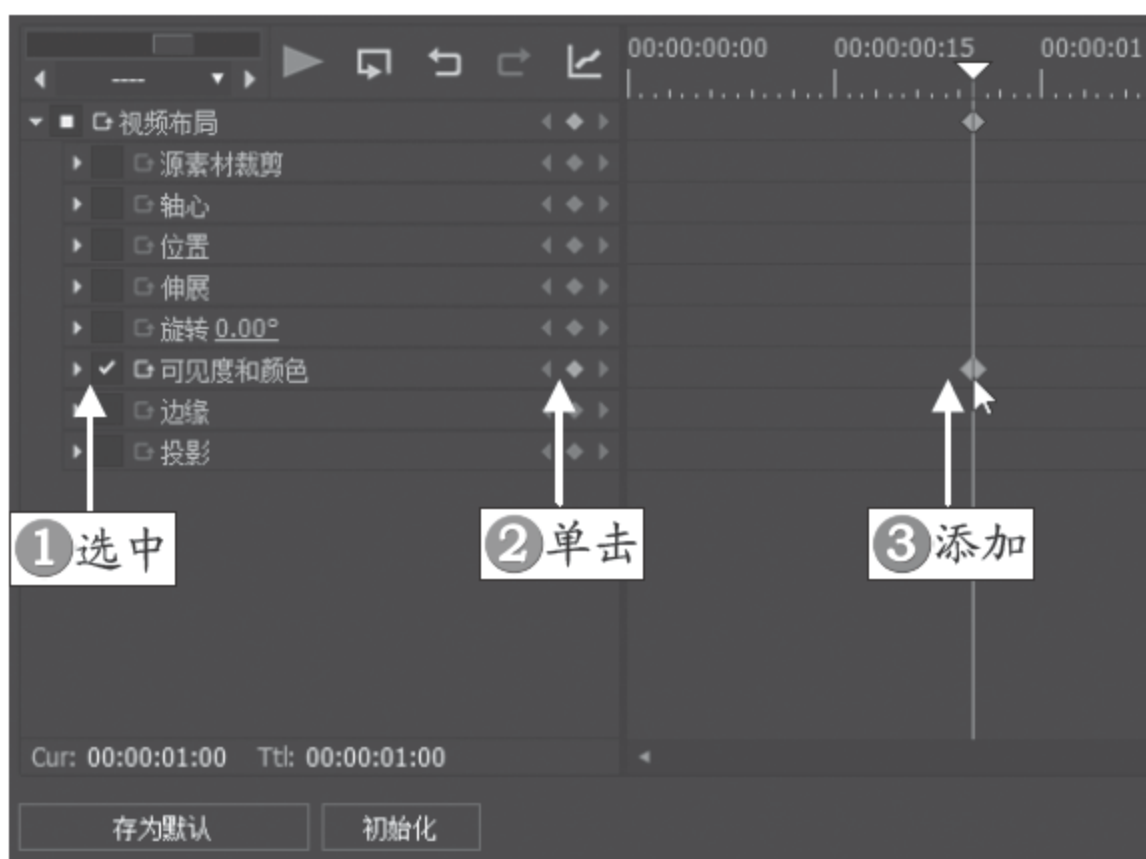 00:00:00:00 00:00:00:15 00:00:01
----
视频布局
源素材裁剪
轴心
位置
伸展
旋转 0.00°
可见度和颜色
边缘
投影
1选中 2单击 3添加
Cur: 00:00:01:00 Ttl: 00:00:01:00
存为默认 初始化